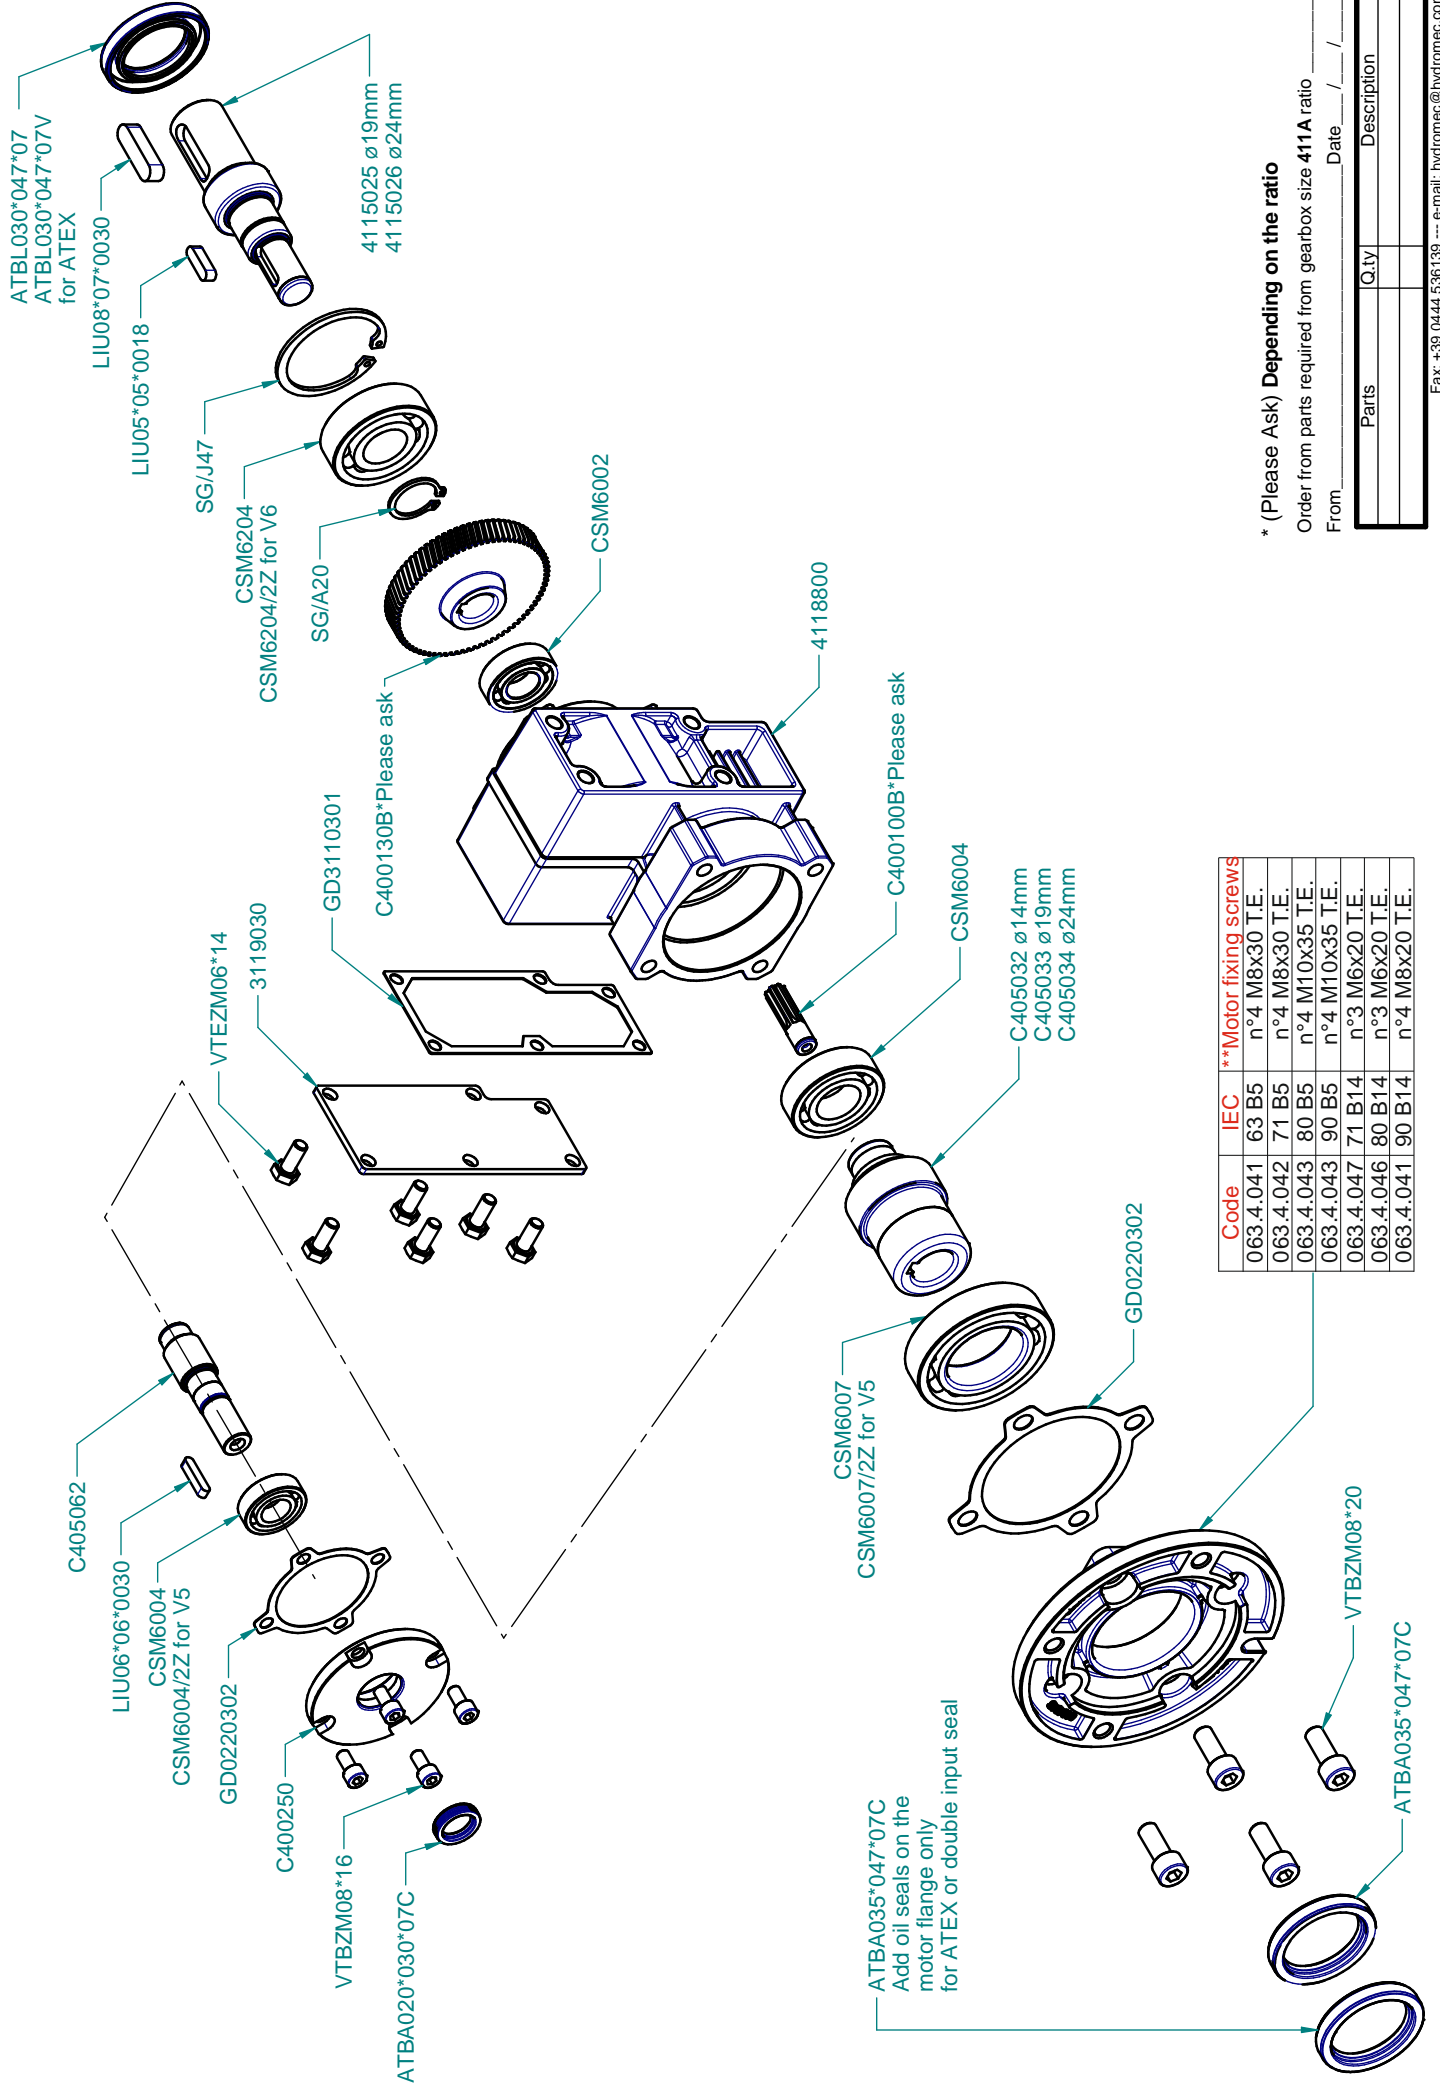 ATBL030*047*07
ATBL030*047*07V
for ATEX
LIU08*07*0030
LIU05*05*0018
4115025 ø19mm
4115026 ø24mm
SG/J47
CSM6204
CSM6204/2Z for V6
SG/A20
CSM6002
C400130B*Please ask
4118800
GD3110301
C400100B*Please ask
VTEZM06*14
3119030
CSM6004
C405032 ø14mm
C405033 ø19mm
C405034 ø24mm
C405062
LIU06*06*0030
CSM6004
CSM6004/2Z for V5
GD0220302
C400250
VTBZM08*16
ATBA020*030*07C
CSM6007
CSM6007/2Z for V5
GD0220302
VTBZM08*20
ATBA035*047*07C
ATBA035*047*07C
Add oil seals on the
motor flange only
for ATEX or double input seal
Code IEC **Motor fixing screws
063.4.041 63 B5 n°4 M8x30 T.E.
063.4.042 71 B5 n°4 M8x30 T.E.
063.4.043 80 B5 n°4 M10x35 T.E.
063.4.043 90 B5 n°4 M10x35 T.E.
063.4.047 71 B14 n°3 M6x20 T.E.
063.4.046 80 B14 n°3 M6x20 T.E.
063.4.041 90 B14 n°4 M8x20 T.E.
* (Please Ask) Depending on the ratio
Order from parts required from gearbox size 411A ratio
From Date / /
Parts Q.ty Description
Fax: +39 0444 536139 --- e-mail: hydromec@hydromec.com